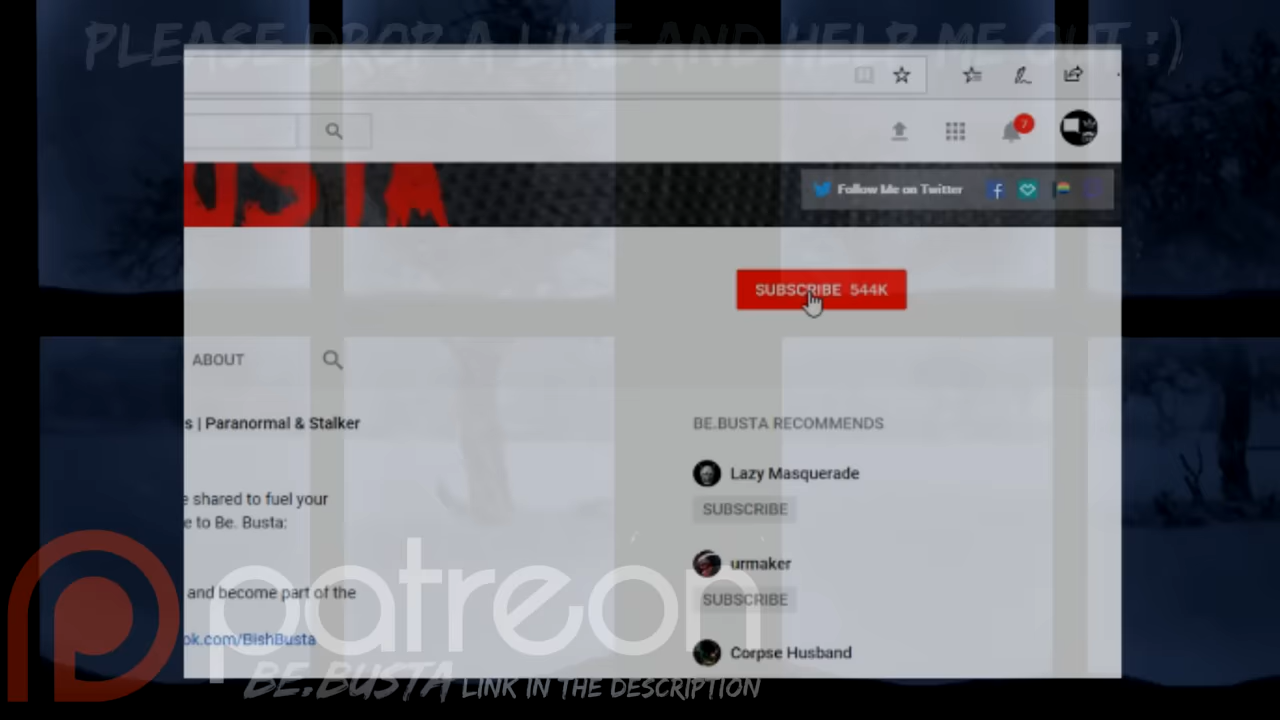 PLEASE DROP A LIKE AND HELP ME OUT :)
7
BUSTA
Follow Me on Twitter
SUBSCRIBE 544K
ABOUT
s | Paranormal & Stalker
BE.BUSTA RECOMMENDS
Lazy Masquerade
SUBSCRIBE
e shared to fuel your
e to Be. Busta:
urmaker
SUBSCRIBE
and become part of the
ok.com/BishBusta
Corpse Husband
patreon
BE.BUSTA LINK IN THE DESCRIPTION